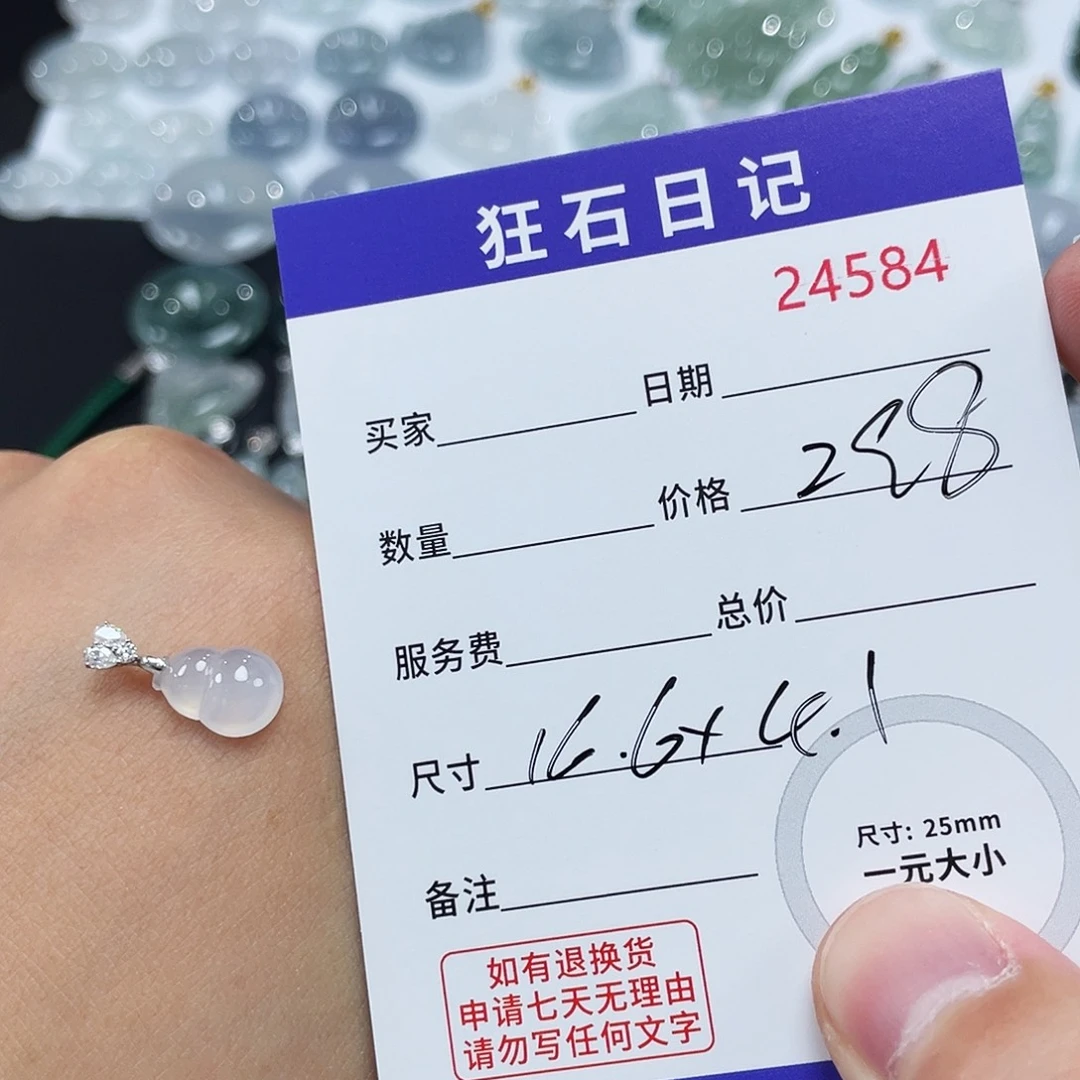 狂石日记
24584
买家 日期
数量 价格 298
服务费 总价
尺寸 16.6x 4.1
尺寸: 25mm
一元大小
备注
如有退换货
申请七天无理由
请勿写任何文字